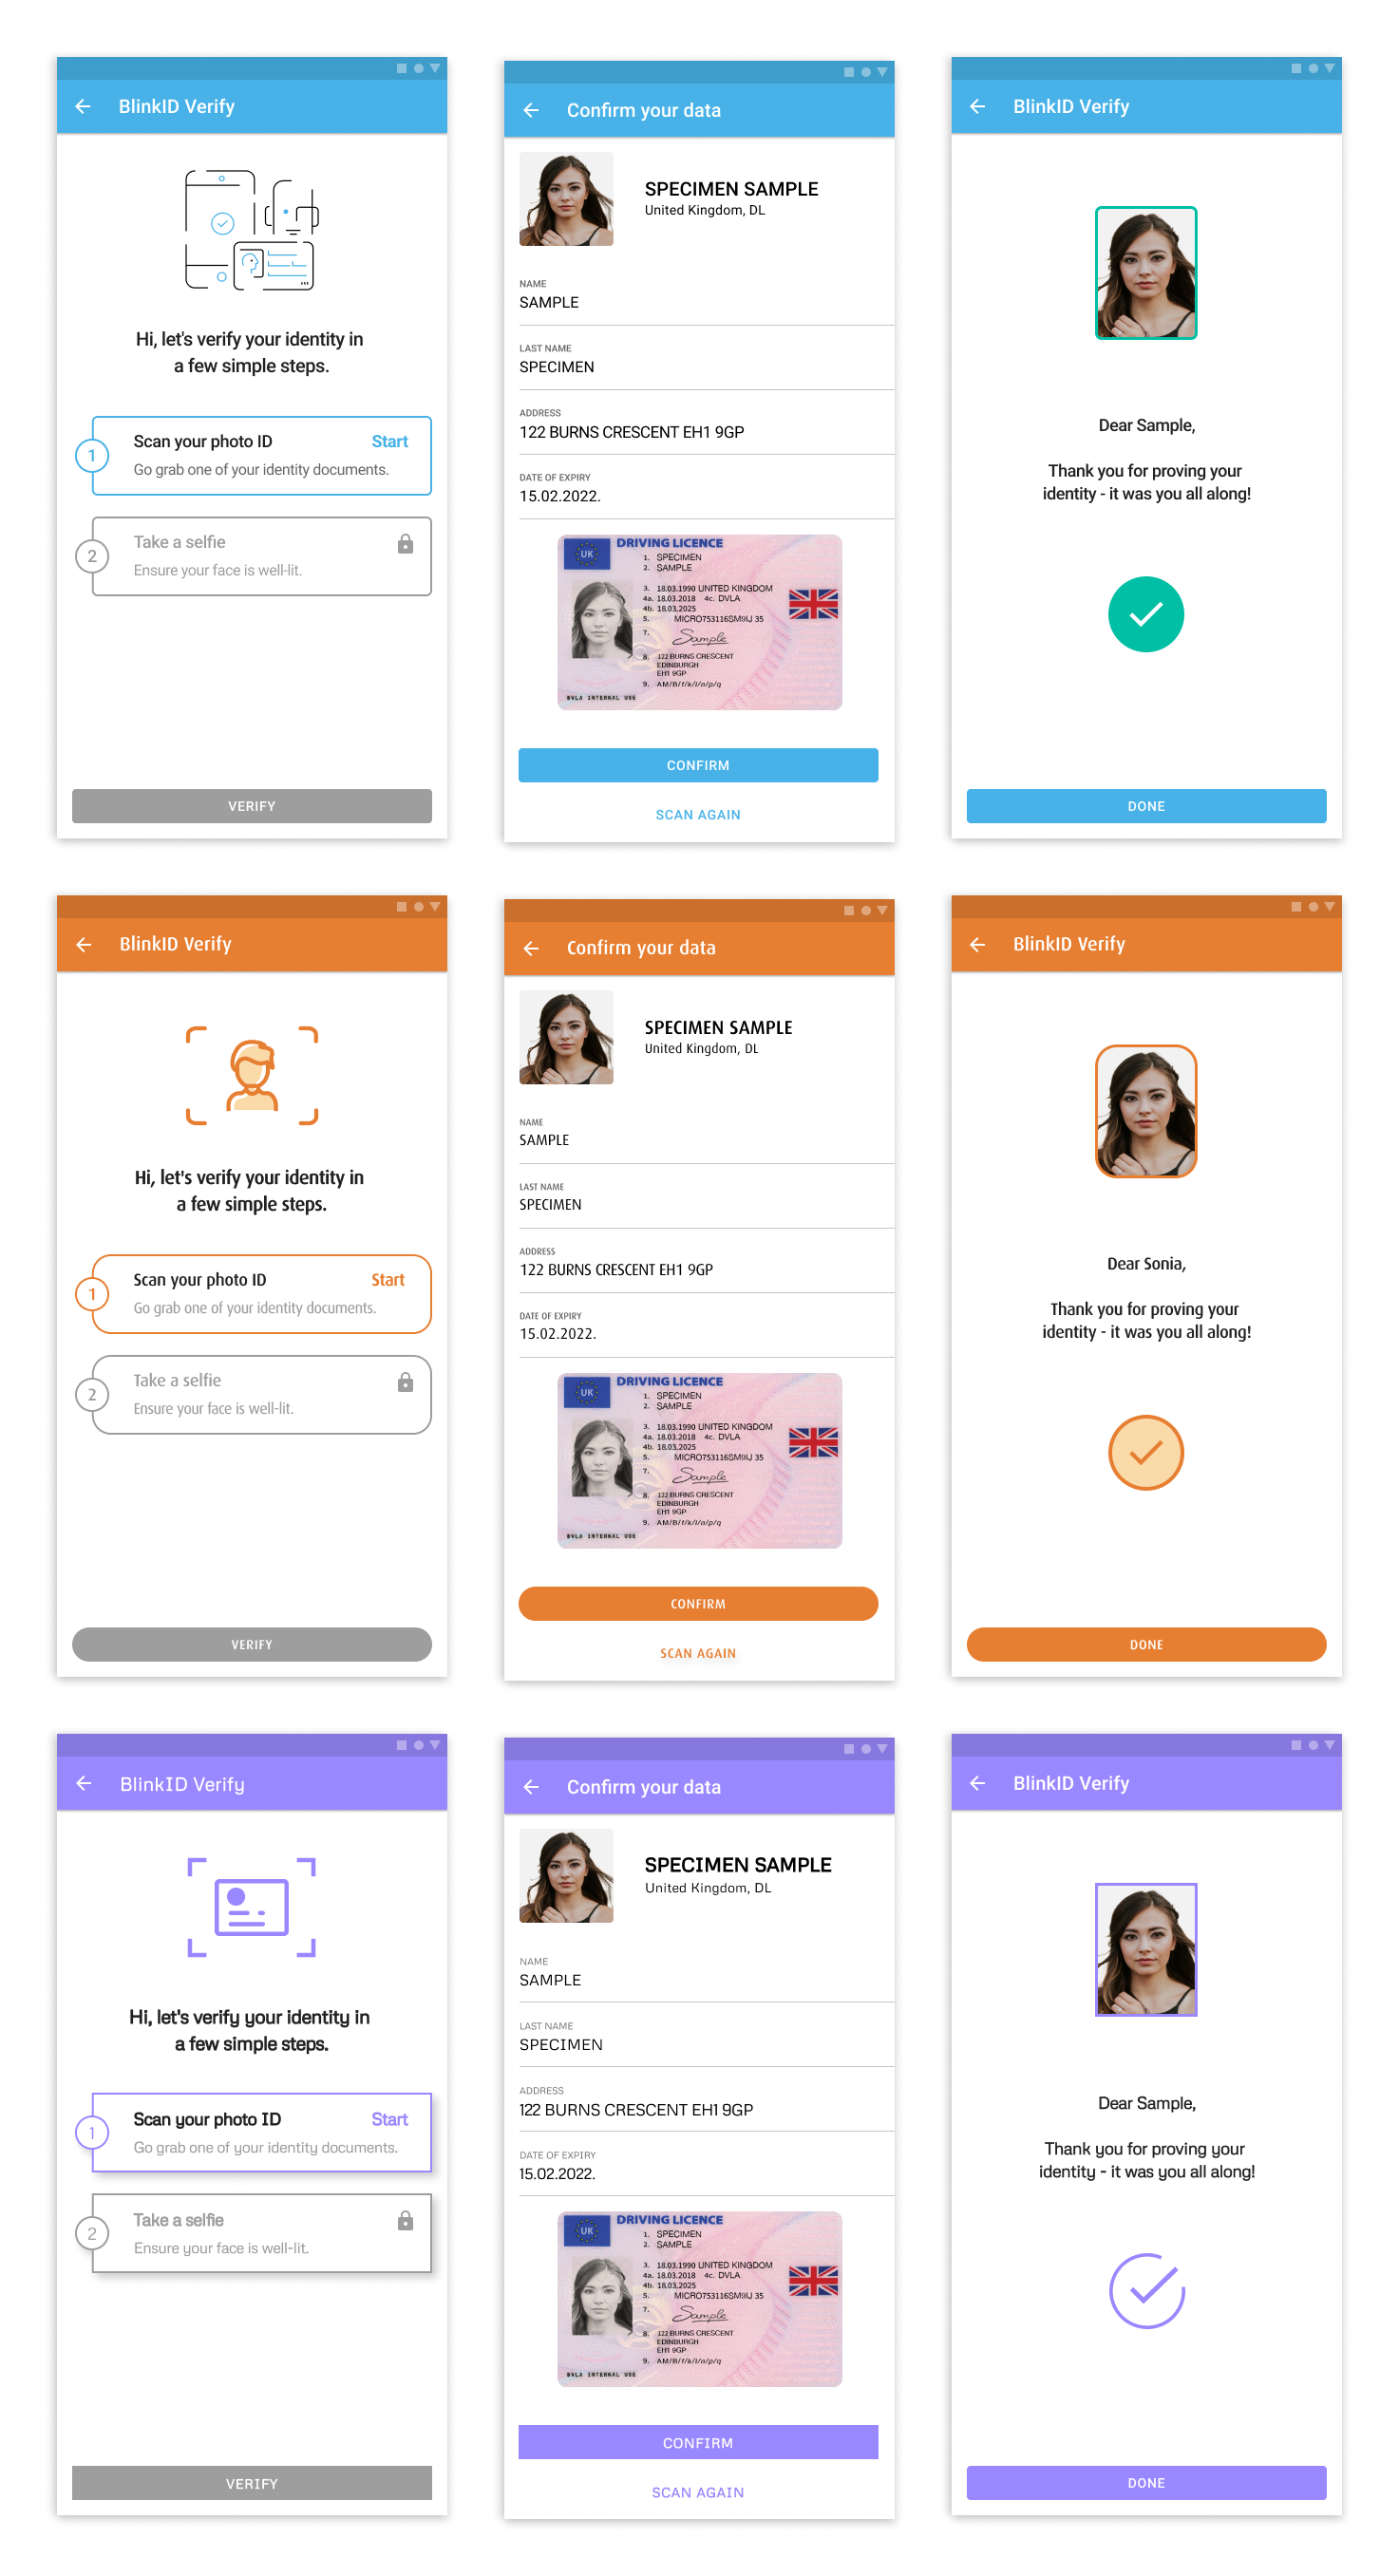 BlinkID Verify
Hi, let's verify your identity in
a few simple steps.
1
Scan your photo ID Start
Go grab one of your identity documents.
2
Take a selfie
Ensure your face is well-lit.
VERIFY
Confirm your data
SPECIMEN SAMPLE
United Kingdom, DL
NAME
SAMPLE
LAST NAME
SPECIMEN
ADDRESS
122 BURNS CRESCENT EH1 9GP
DATE OF EXPIRY
15.02.2022.
UK
DRIVING LICENCE
1. SPECIMEN
2. SAMPLE
3. 18.03.1990 UNITED KINGDOM
4a. 18.03.2018 4c. DVLA
4b. 18.03.2025
5. MICRO753116SM9IJ 35
7. Sample
8. 122 BURNS CRESCENT
EDINBURGH
EH1 9GP
9. AM/B/f/k/l/n/p/q
DVLA INTERNAL USE
CONFIRM
SCAN AGAIN
BlinkID Verify
Dear Sample,
Thank you for proving your
identity - it was you all along!
DONE
BlinkID Verify
Hi, let's verify your identity in
a few simple steps.
1
Scan your photo ID Start
Go grab one of your identity documents.
2
Take a selfie
Ensure your face is well-lit.
VERIFY
Confirm your data
SPECIMEN SAMPLE
United Kingdom, DL
NAME
SAMPLE
LAST NAME
SPECIMEN
ADDRESS
122 BURNS CRESCENT EH1 9GP
DATE OF EXPIRY
15.02.2022.
UK
DRIVING LICENCE
1. SPECIMEN
2. SAMPLE
3. 18.03.1990 UNITED KINGDOM
4a. 18.03.2018 4c. DVLA
4b. 18.03.2025
5. MICRO753116SM9IJ 35
7. Sample
8. 122 BURNS CRESCENT
EDINBURGH
EH1 9GP
9. AM/B/f/k/l/n/p/q
DVLA INTERNAL USE
CONFIRM
SCAN AGAIN
BlinkID Verify
Dear Sonia,
Thank you for proving your
identity - it was you all along!
DONE
BlinkID Verify
Hi, let's verify your identity in
a few simple steps.
1
Scan your photo ID Start
Go grab one of your identity documents.
2
Take a selfie
Ensure your face is well-lit.
VERIFY
Confirm your data
SPECIMEN SAMPLE
United Kingdom, DL
NAME
SAMPLE
LAST NAME
SPECIMEN
ADDRESS
122 BURNS CRESCENT EH1 9GP
DATE OF EXPIRY
15.02.2022.
UK
DRIVING LICENCE
1. SPECIMEN
2. SAMPLE
3. 18.03.1990 UNITED KINGDOM
4a. 18.03.2018 4c. DVLA
4b. 18.03.2025
5. MICRO753116SM9IJ 35
7. Sample
8. 122 BURNS CRESCENT
EDINBURGH
EH1 9GP
9. AM/B/f/k/l/n/p/q
DVLA INTERNAL USE
CONFIRM
SCAN AGAIN
BlinkID Verify
Dear Sample,
Thank you for proving your
identity - it was you all along!
DONE